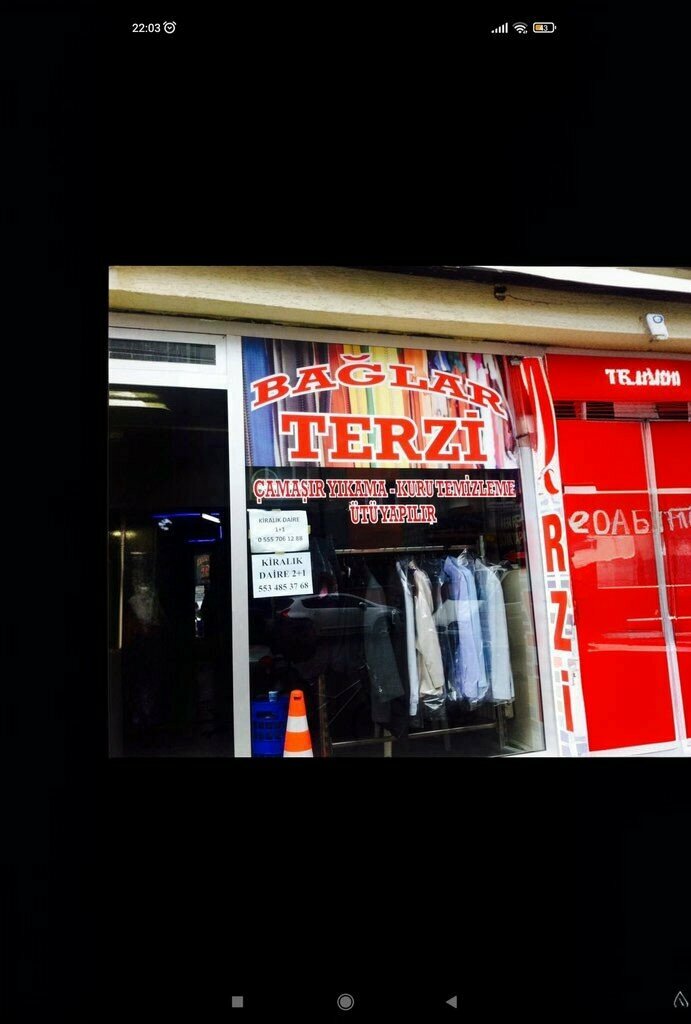 22:03
BAĞLAR
TERZİ
ÇAMAŞIR YIKAMA - KURU TEMİZLEME
ÜTÜ YAPILIR
KİRALIK DAİRE
1+1
0 555 706 12 88
KİRALIK
DAİRE 2+1
553 485 37 68
RZİ